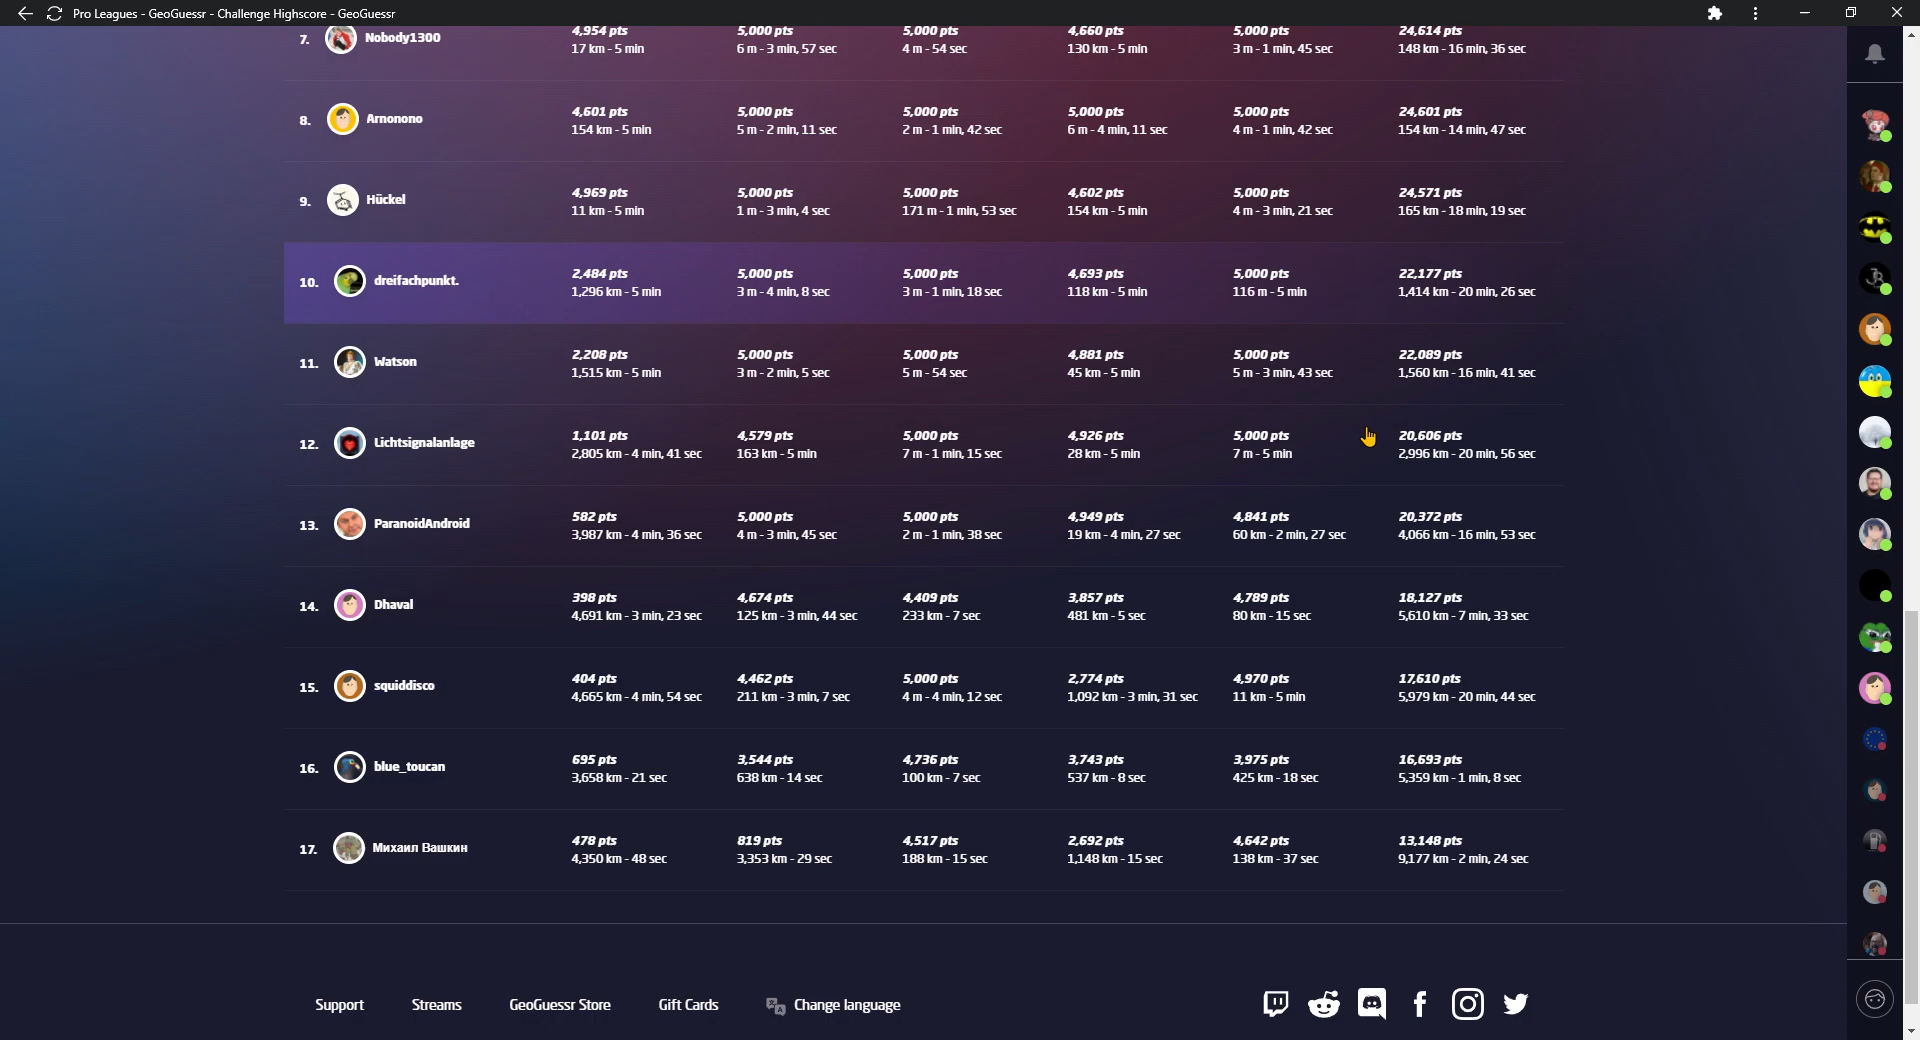 Pro Leagues - GeoGuessr - Challenge Highscore - GeoGuessr
7. Nobody1300 4,954 pts 5,000 pts 5,000 pts 4,660 pts 5,000 pts 24,614 pts
17 km - 5 min 6 m - 3 min, 57 sec 4 m - 54 sec 130 km - 5 min 3 m - 1 min, 45 sec 148 km - 16 min, 36 sec
8. Arnonono 4,601 pts 5,000 pts 5,000 pts 5,000 pts 5,000 pts 24,601 pts
154 km - 5 min 5 m - 2 min, 11 sec 2 m - 1 min, 42 sec 6 m - 4 min, 11 sec 4 m - 1 min, 42 sec 154 km - 14 min, 47 sec
9. Hückel 4,969 pts 5,000 pts 5,000 pts 4,602 pts 5,000 pts 24,571 pts
11 km - 5 min 1 m - 3 min, 4 sec 171 m - 1 min, 53 sec 154 km - 5 min 4 m - 3 min, 21 sec 165 km - 18 min, 19 sec
10. dreifachpunkt. 2,484 pts 5,000 pts 5,000 pts 4,693 pts 5,000 pts 22,177 pts
1,296 km - 5 min 3 m - 4 min, 8 sec 3 m - 1 min, 18 sec 118 km - 5 min 116 m - 5 min 1,414 km - 20 min, 26 sec
11. Watson 2,208 pts 5,000 pts 5,000 pts 4,881 pts 5,000 pts 22,089 pts
1,515 km - 5 min 3 m - 2 min, 5 sec 5 m - 54 sec 45 km - 5 min 5 m - 3 min, 43 sec 1,560 km - 16 min, 41 sec
12. Lichtsignalanlage 1,101 pts 4,579 pts 5,000 pts 4,926 pts 5,000 pts 20,606 pts
2,805 km - 4 min, 41 sec 163 km - 5 min 7 m - 1 min, 15 sec 28 km - 5 min 7 m - 5 min 2,996 km - 20 min, 56 sec
13. ParanoidAndroid 582 pts 5,000 pts 5,000 pts 4,949 pts 4,841 pts 20,372 pts
3,987 km - 4 min, 36 sec 4 m - 3 min, 45 sec 2 m - 1 min, 38 sec 19 km - 4 min, 27 sec 60 km - 2 min, 27 sec 4,066 km - 16 min, 53 sec
14. Dhaval 398 pts 4,674 pts 4,409 pts 3,857 pts 4,789 pts 18,127 pts
4,691 km - 3 min, 23 sec 125 km - 3 min, 44 sec 233 km - 7 sec 481 km - 5 sec 80 km - 15 sec 5,610 km - 7 min, 33 sec
15. squiddisco 404 pts 4,462 pts 5,000 pts 2,774 pts 4,970 pts 17,610 pts
4,665 km - 4 min, 54 sec 211 km - 3 min, 7 sec 4 m - 4 min, 12 sec 1,092 km - 3 min, 31 sec 11 km - 5 min 5,979 km - 20 min, 44 sec
16. blue_toucan 695 pts 3,544 pts 4,736 pts 3,743 pts 3,975 pts 16,693 pts
3,658 km - 21 sec 638 km - 14 sec 100 km - 7 sec 537 km - 8 sec 425 km - 18 sec 5,359 km - 1 min, 8 sec
17. Михаил Вашкин 478 pts 819 pts 4,517 pts 2,692 pts 4,642 pts 13,148 pts
4,350 km - 48 sec 3,353 km - 29 sec 188 km - 15 sec 1,148 km - 15 sec 138 km - 37 sec 9,177 km - 2 min, 24 sec
Support Streams GeoGuessr Store Gift Cards Change language